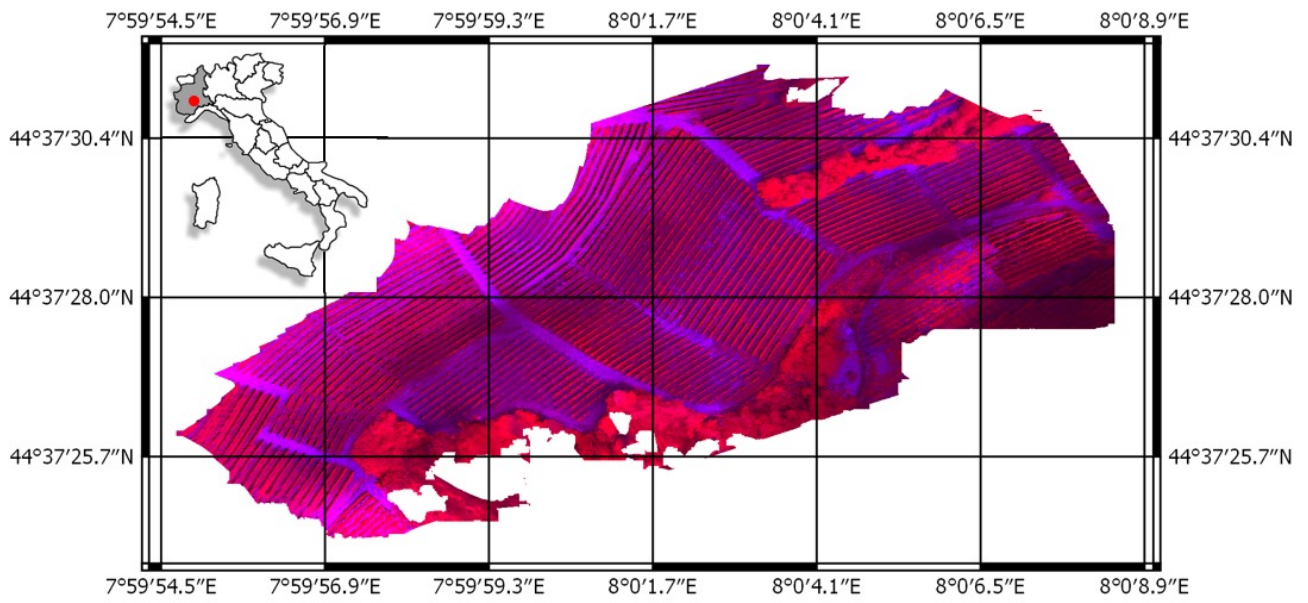 7°59′54.5″E 7°59′56.9″E 7°59′59.3″E 8°0′1.7″E 8°0′4.1″E 8°0′6.5″E 8°0′8.9″E
44°37′30.4″N 44°37′30.4″N
44°37′28.0″N 44°37′28.0″N
44°37′25.7″N 44°37′25.7″N
7°59′54.5″E 7°59′56.9″E 7°59′59.3″E 8°0′1.7″E 8°0′4.1″E 8°0′6.5″E 8°0′8.9″E